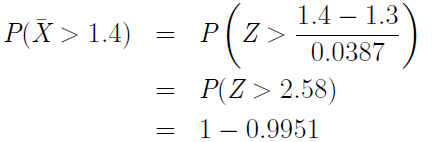 P(X̄ > 1.4) = P(Z > (1.4 − 1.3)/0.0387)
= P(Z > 2.58)
= 1 − 0.9951